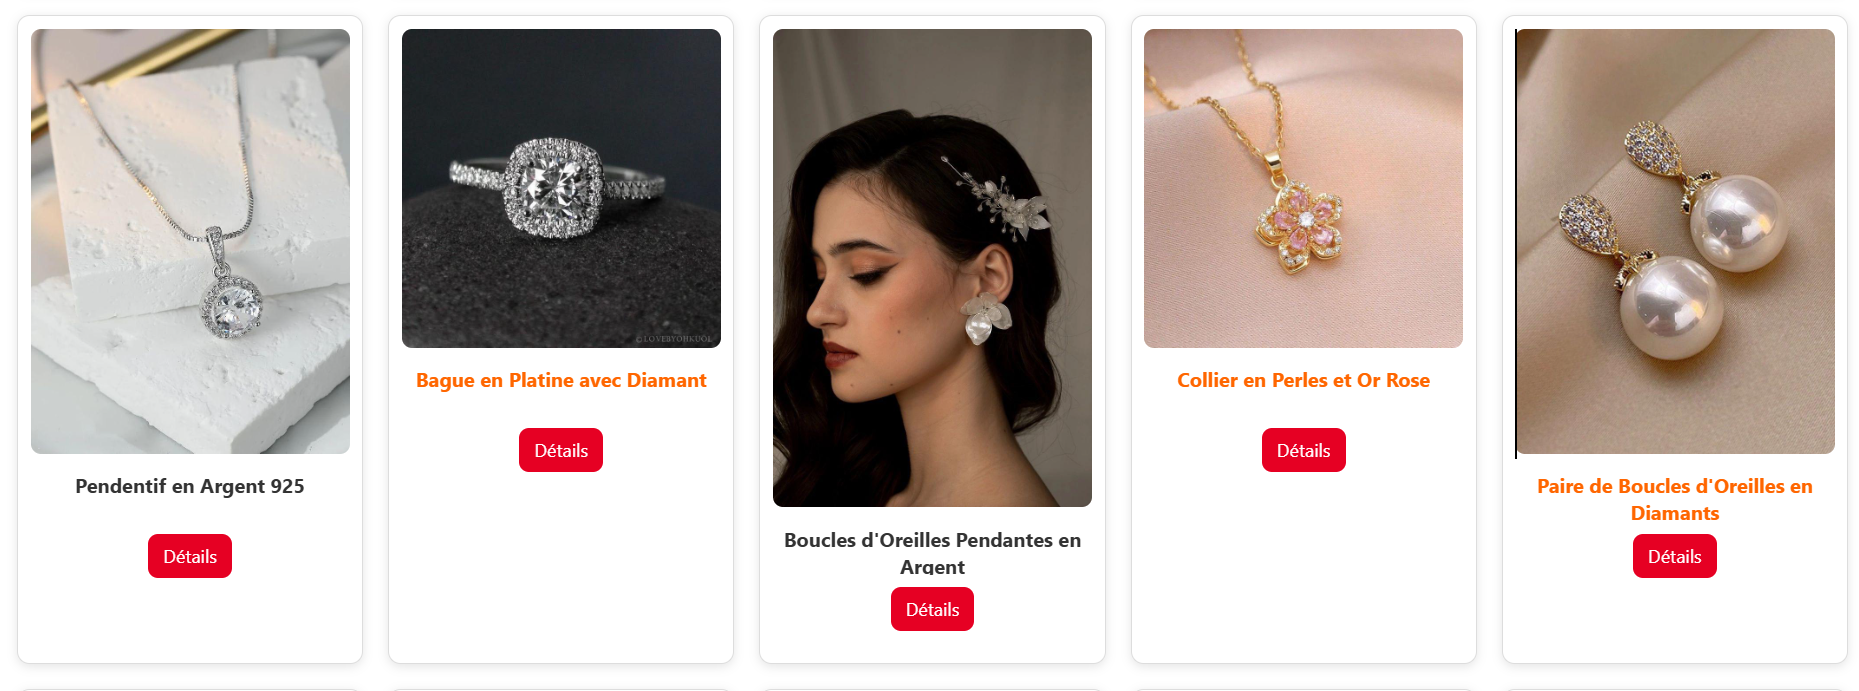 ©LOVEBYOHKUOL
Bague en Platine avec Diamant
Détails
Collier en Perles et Or Rose
Détails
Pendentif en Argent 925
Détails
Paire de Boucles d'Oreilles en
Diamants
Détails
Boucles d'Oreilles Pendantes en
Argent
Détails